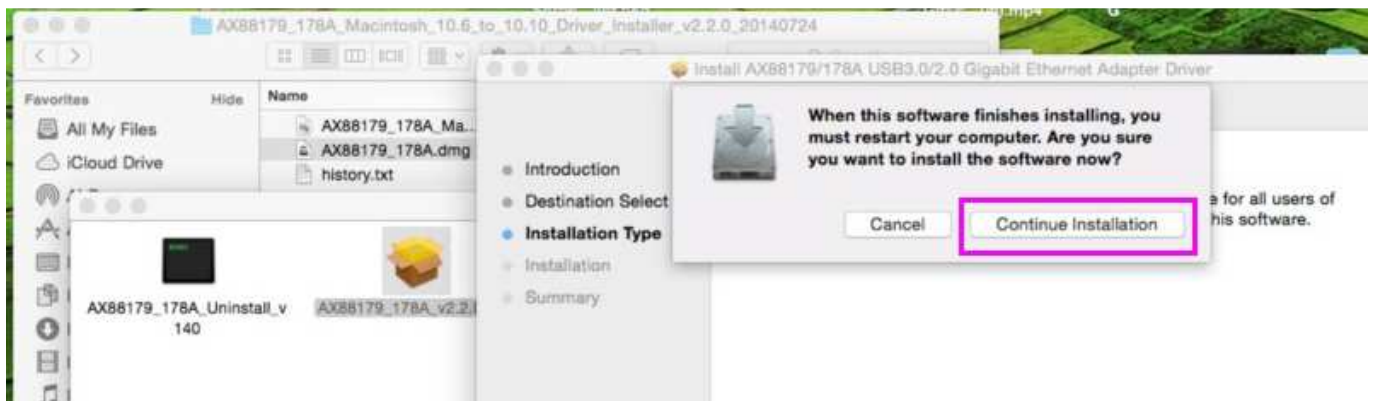 AX88179_178A_Macintosh_10.6_to_10.10_Driver_Installer_v2.2.0_20140724
Favorites
Hide
Name
All My Files
iCloud Drive
AX88179_178A_Ma...
AX88179_178A.dmg
history.txt
AX88179_178A_Uninstall_v
140
AX88179_178A_v2.2.
Install AX88179/178A USB3.0/2.0 Gigabit Ethernet Adapter Driver
Introduction
Destination Select
Installation Type
Installation
Summary
When this software finishes installing, you
must restart your computer. Are you sure
you want to install the software now?
Cancel
Continue Installation
e for all users of
his software.